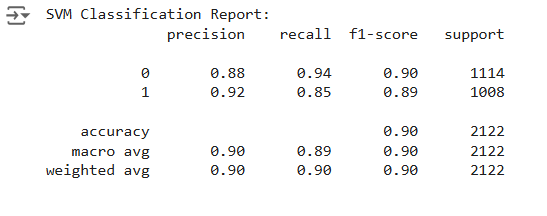 SVM Classification Report:
precision recall f1-score support
0 0.88 0.94 0.90 1114
1 0.92 0.85 0.89 1008
accuracy 0.90 2122
macro avg 0.90 0.89 0.90 2122
weighted avg 0.90 0.90 0.90 2122